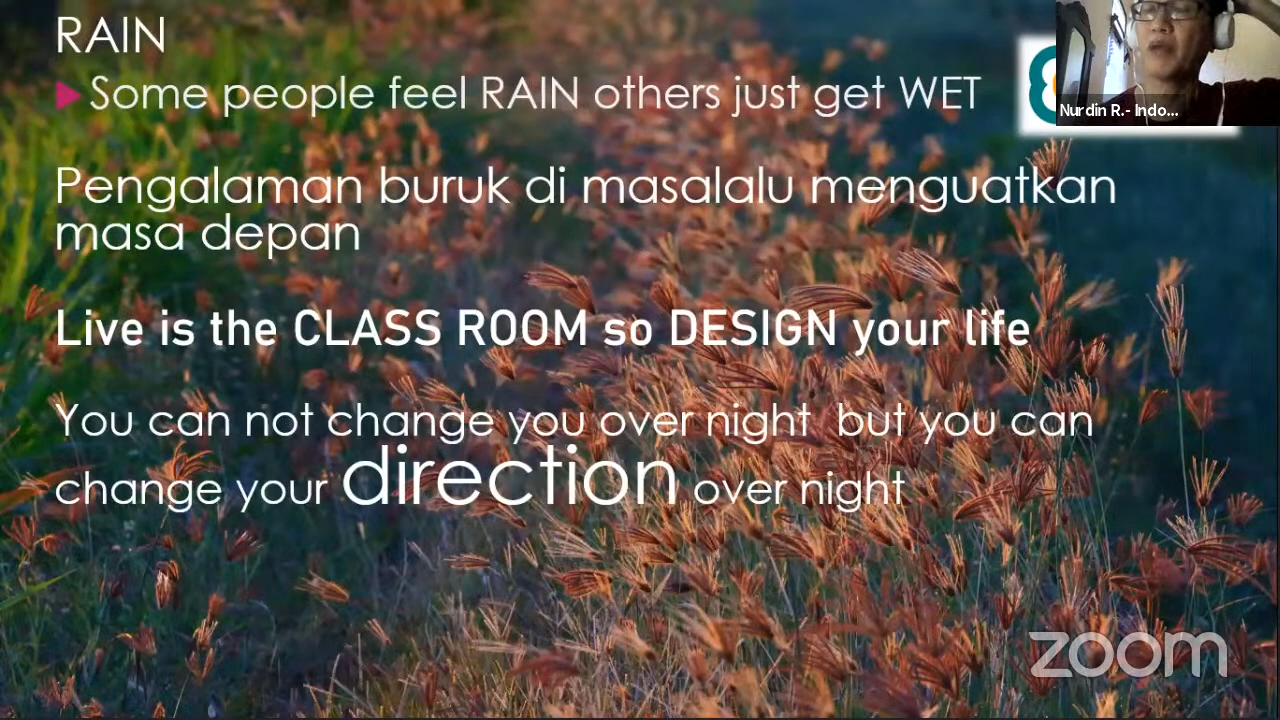 RAIN
Some people feel RAIN others just get WET
Nurdin R.- Indo...
Pengalaman buruk di masalalu menguatkan
masa depan
Live is the CLASS ROOM so DESIGN your life
You can not change you over night but you can
change your direction over night
zoom